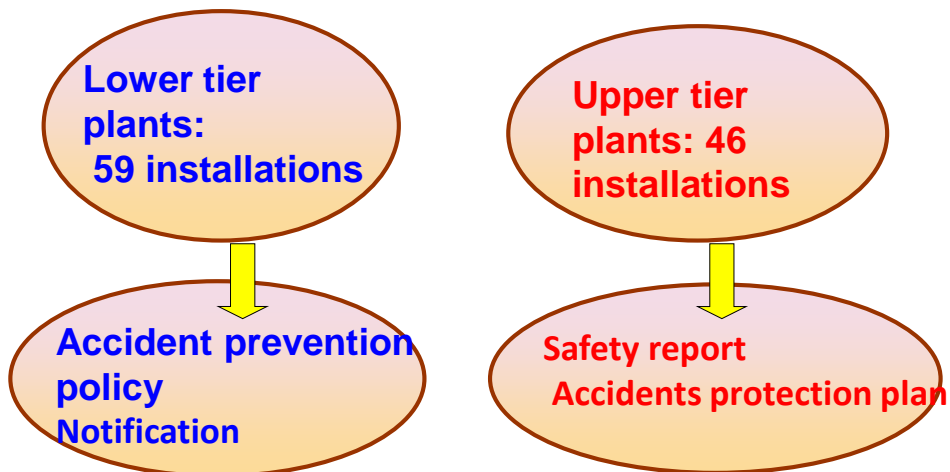 Lower tier
plants:
59 installations
Upper tier
plants: 46
installations
Accident prevention
policy
Notification
Safety report
Accidents protection plan